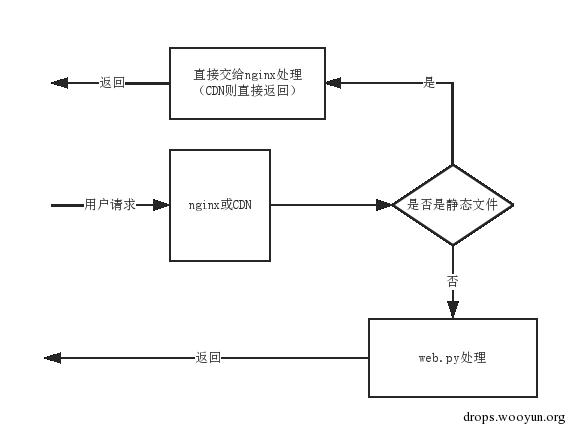 直接交给nginx处理
（CDN则直接返回）
返回
是
用户请求
nginx或CDN
是否是静态文件
否
返回
web.py处理
drops.wooyun.org